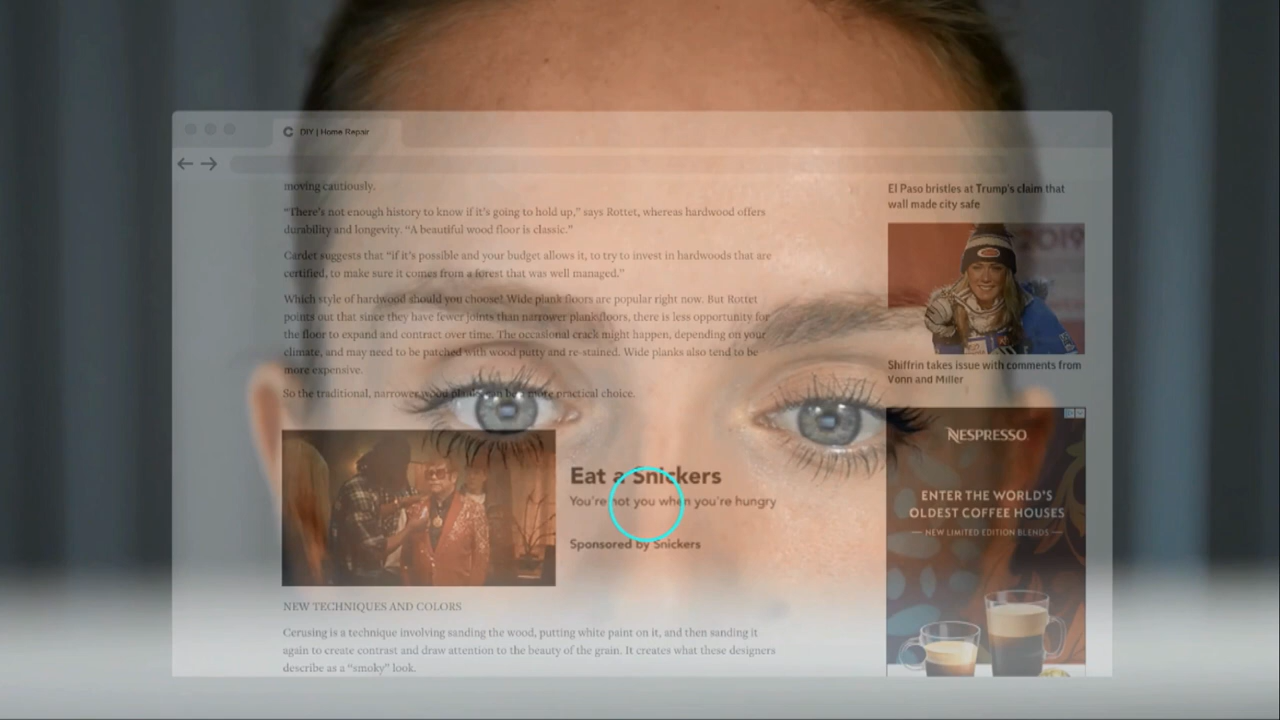 DIY | Home Repair
moving cautiously.
“There’s not enough history to know if it’s going to hold up,” says Rottet, whereas hardwood offers
durability and longevity. “A beautiful wood floor is classic.”
Cardet suggests that “if it’s possible and your budget allows it, to try to invest in hardwoods that are
certified, to make sure it comes from a forest that was well managed.”
Which style of hardwood should you choose? Wide plank floors are popular right now. But Rottet
points out that since they have fewer joints than narrower plank floors, there is less opportunity for
the floor to expand and contract over time. The occasional crack might happen, depending on your
climate, and may need to be patched with wood putty and re-stained. Wide planks also tend to be
more expensive.
So the traditional, narrower wood planks can be a more practical choice.
Eat a Snickers
You're not you when you're hungry
Sponsored by Snickers
NEW TECHNIQUES AND COLORS
Cerusing is a technique involving sanding the wood, putting white paint on it, and then sanding it
again to create contrast and draw attention to the beauty of the grain. It creates what these designers
describe as a “smoky” look.
El Paso bristles at Trump's claim that
wall made city safe
2019
Shiffrin takes issue with comments from
Vonn and Miller
NESPRESSO
ENTER THE WORLD'S
OLDEST COFFEE HOUSES
NEW LIMITED EDITION BLENDS